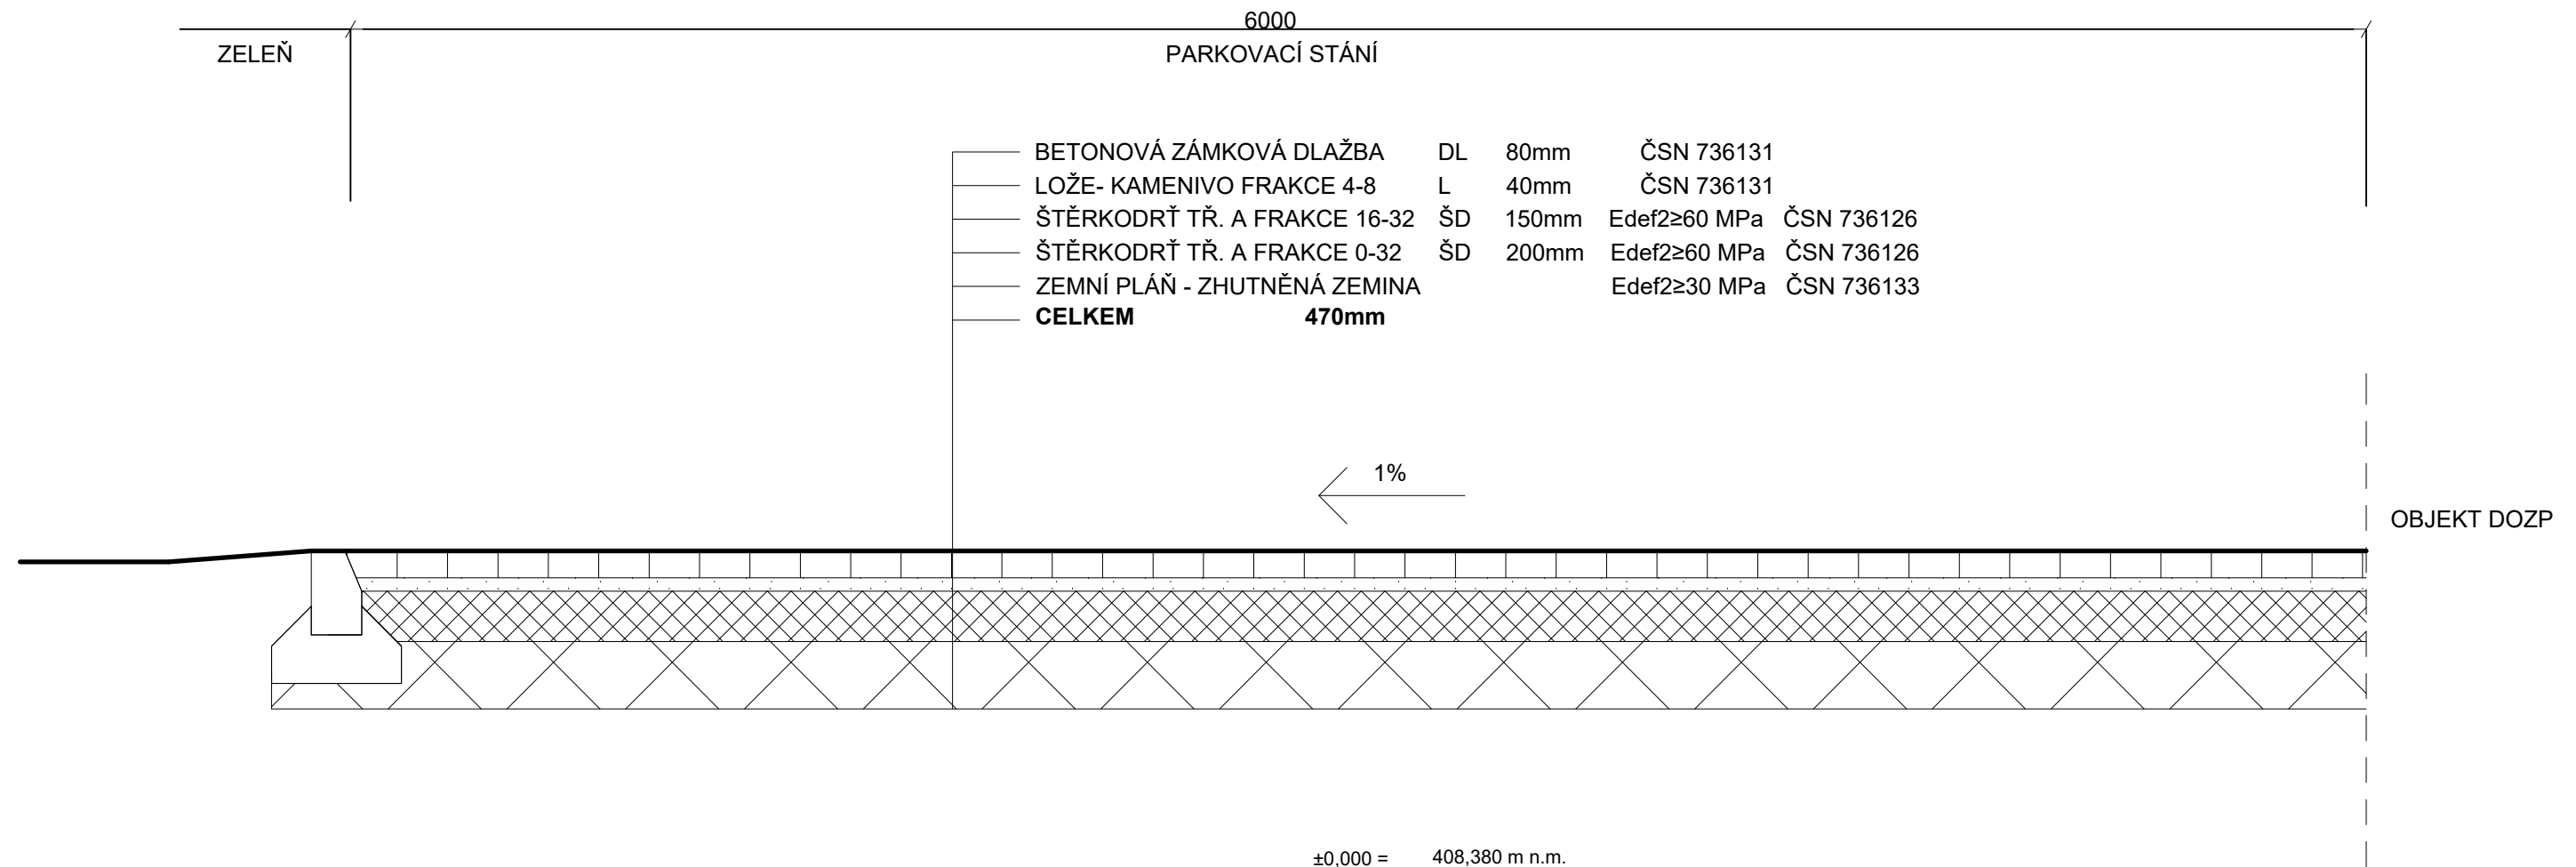 6000
ZELEŇ
PARKOVACÍ STÁNÍ
BETONOVÁ ZÁMKOVÁ DLAŽBA DL 80mm ČSN 736131
LOŽE- KAMENIVO FRAKCE 4-8 L 40mm ČSN 736131
ŠTĚRKODRŤ TŘ. A FRAKCE 16-32 ŠD 150mm Edef2≥60 MPa ČSN 736126
ŠTĚRKODRŤ TŘ. A FRAKCE 0-32 ŠD 200mm Edef2≥60 MPa ČSN 736126
ZEMNÍ PLÁŇ - ZHUTNĚNÁ ZEMINA Edef2≥30 MPa ČSN 736133
CELKEM 470mm
1%
OBJEKT DOZP
±0,000 = 408,380 m n.m.